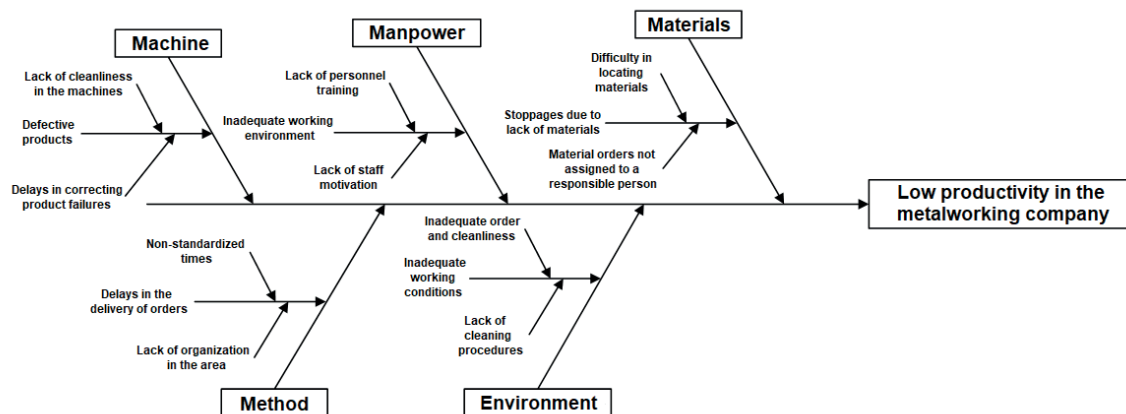 Machine
Lack of cleanliness
in the machines
Defective
products
Delays in correcting
product failures
Manpower
Lack of personnel
training
Inadequate working
environment
Lack of staff
motivation
Materials
Difficulty in
locating
materials
Stoppages due to
lack of materials
Material orders not
assigned to a
responsible person
Low productivity in the
metalworking company
Non-standardized
times
Delays in the
delivery of orders
Lack of organization
in the area
Method
Inadequate order
and cleanliness
Inadequate
working
conditions
Lack of
cleaning
procedures
Environment